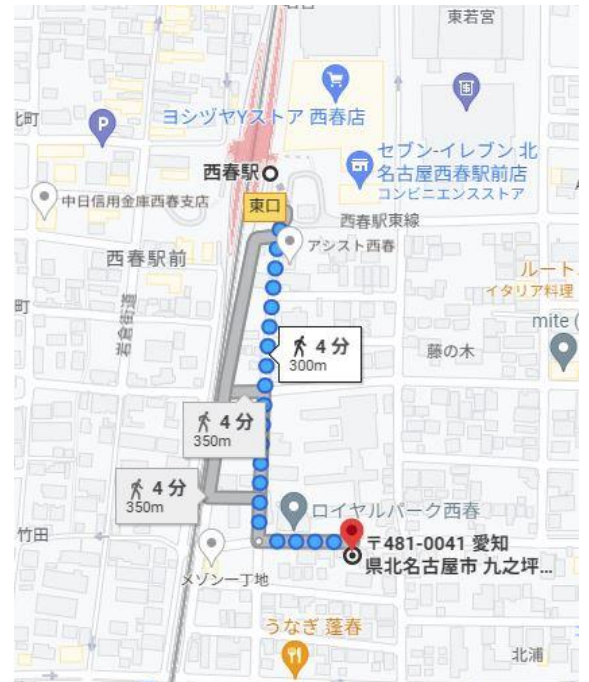 東若宮
北町
ヨシヅヤYストア 西春店
セブン-イレブン 北
名古屋西春駅前店
コンビニエンスストア
西春駅
中日信用金庫西春支店
東口
西春駅東線
アシスト西春
西春駅前
ルート
イタリア料理
町
岩倉街道
mite (
4 分
300m
藤の木
4 分
350m
4 分
350m
ロイヤルパーク西春
竹田
〒481-0041 愛知
県北名古屋市 九之坪...
メゾン一丁地
うなぎ 蓬春
北浦